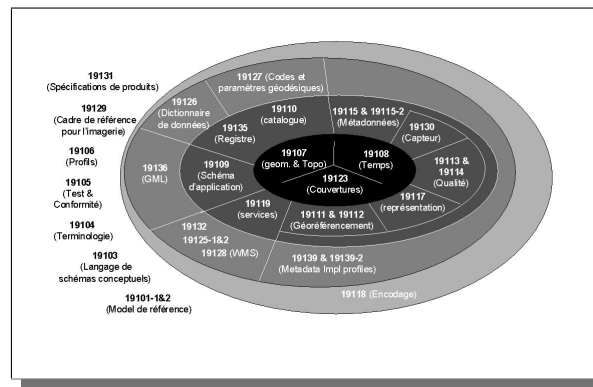 19131
(Spécifications de produits)
19129
(Cadre de référence
pour l'imagerie)
19106
(Profils)
19105
(Test &
Conformité)
19104
(Terminologie)
19103
(Langage de
schémas conceptuels)
19101-1&2
(Model de référence)
19127 (Codes et
paramètres géodésiques)
19126
(Dictionnaire
de données)
19110
(catalogue)
19115 & 19115-2
(Métadonnées)
19130
(Capteur)
19135
(Registre)
19107
(geom. & Topo)
19108
(Temps)
19113 &
19114
(Qualité)
19136
(GML)
19109
(Schéma
d'application)
19123
(Couvertures)
19117
(représentation)
19119
(services)
19111 & 19112
(Géoréférencement)
19132
19125-1&2
19128 (WMS)
19139 & 19139-2
(Metadata Impl profiles)
19118 (Encodage)